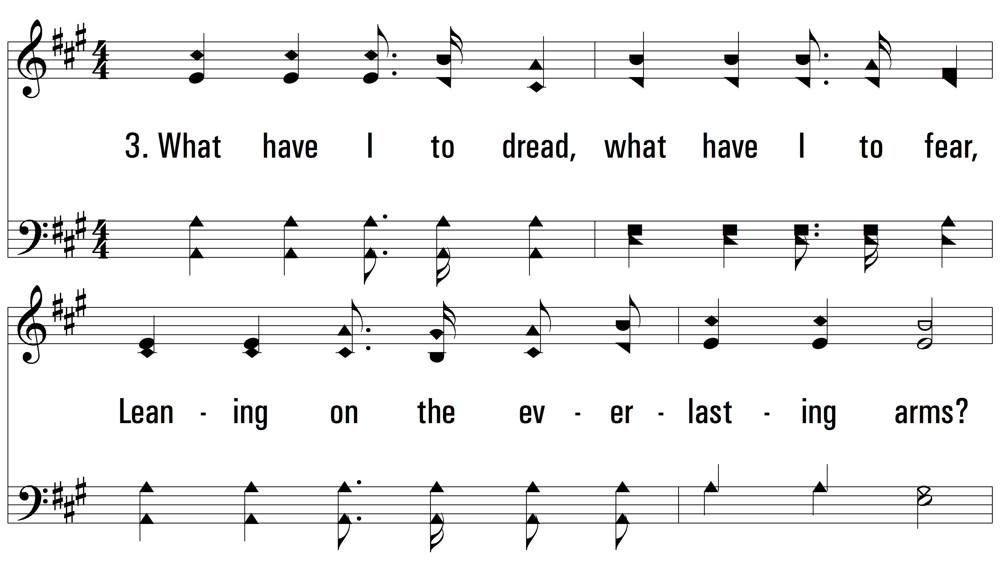 3. What have I to dread, what have I to fear,
Lean - ing on the ev - er - last - ing arms?